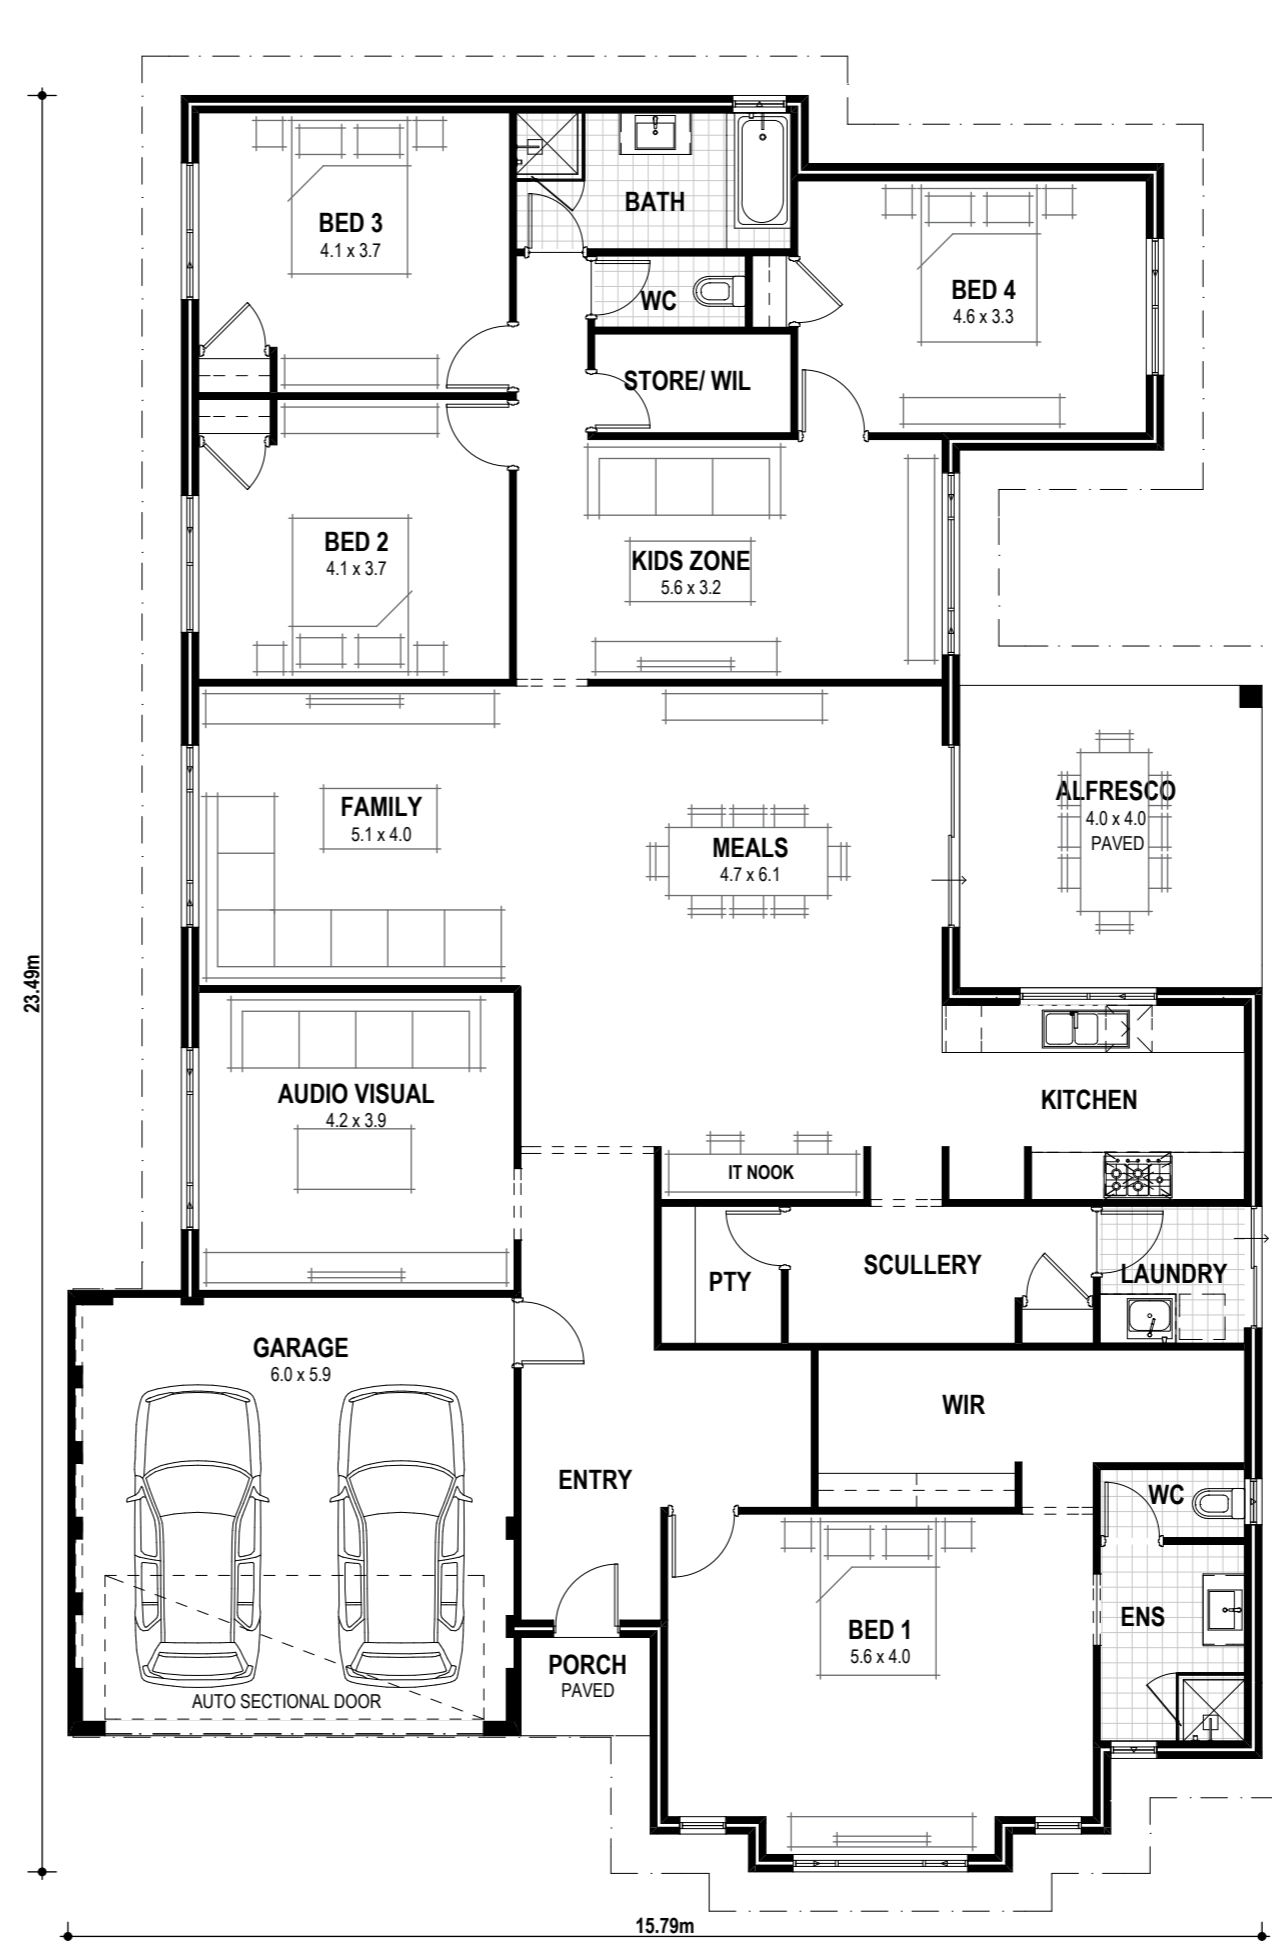 BED 3
4.1 x 3.7
BATH
WC
BED 4
4.6 x 3.3
STORE/ WIL
BED 2
4.1 x 3.7
KIDS ZONE
5.6 x 3.2
FAMILY
5.1 x 4.0
MEALS
4.7 x 6.1
ALFRESCO
4.0 x 4.0
PAVED
23.49m
AUDIO VISUAL
4.2 x 3.9
KITCHEN
IT NOOK
PTY
SCULLERY
LAUNDRY
GARAGE
6.0 x 5.9
WIR
ENTRY
WC
BED 1
5.6 x 4.0
ENS
PORCH
PAVED
AUTO SECTIONAL DOOR
15.79m